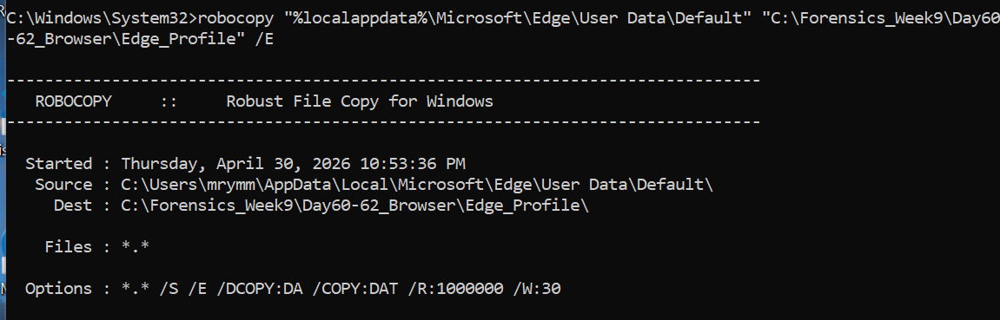 C:\Windows\System32>robocopy "%localappdata%\Microsoft\Edge\User Data\Default" "C:\Forensics_Week9\Day60
-62_Browser\Edge_Profile" /E
-------------------------------------------------------------------------------
ROBOCOPY     ::     Robust File Copy for Windows
-------------------------------------------------------------------------------
Started : Thursday, April 30, 2026 10:53:36 PM
Source : C:\Users\mrymm\AppData\Local\Microsoft\Edge\User Data\Default\
Dest : C:\Forensics_Week9\Day60-62_Browser\Edge_Profile\
Files : *.*
Options : *.* /S /E /DCOPY:DA /COPY:DAT /R:1000000 /W:30